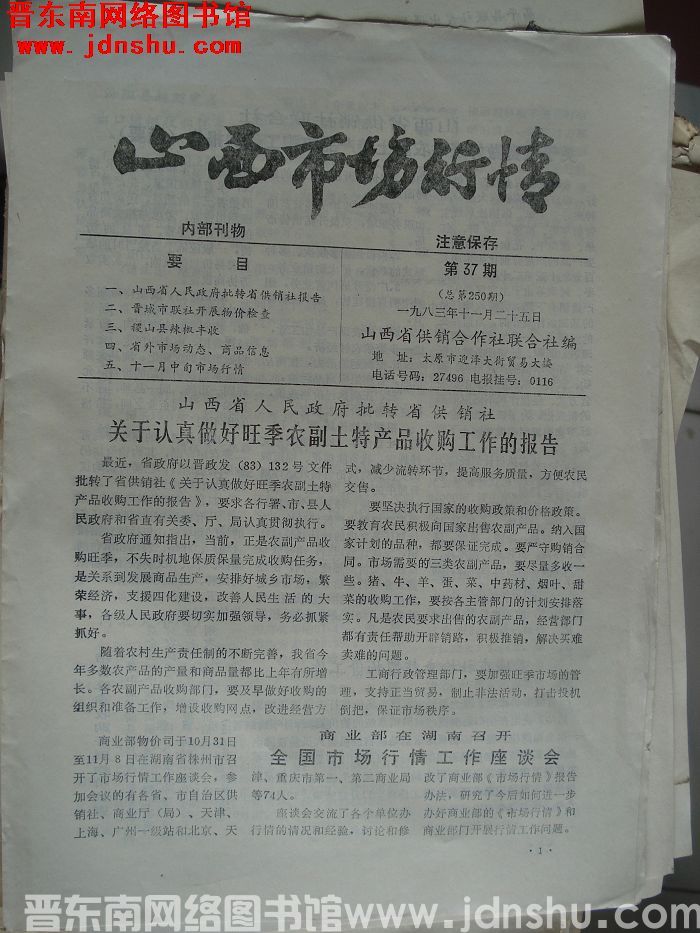 晋东南网络图书馆
www.jdnshu.com
山西市场行情
内部刊物
注意保存
要 目
一、山西省人民政府批转省供销社报告
二、晋城市联社开展物价检查
三、稷山县辣椒丰收
四、省外市场动态、商品信息
五、十一月中旬市场行情
第37期
(总第250期)
一九八三年十一月二十五日
山西省供销合作社联合社编
地 址：太原市迎泽大街贸易大楼
电话号码：27496 电报挂号：0116
山西省人民政府批转省供销社
关于认真做好旺季农副土特产品收购工作的报告
最近，省政府以晋政发（83）132号文件
批转了省供销社《关于认真做好旺季农副土特
产品收购工作的报告》，要求各行署、市、县人
民政府和省直有关委、厅、局认真贯彻执行。
省政府通知指出，当前，正是农副产品收
购旺季，不失时机地保质保量完成收购任务，
是关系到发展商品生产，安排好城乡市场，繁
荣经济，支援四化建设，改善人民生活的大
事，各级人民政府要切实加强领导，务必抓紧
抓好。
随着农村生产责任制的不断完善，我省今
年多数农产品的产量和商品量都比上年有所增
长。各农副产品收购部门，要及早做好收购的
组织和准备工作，增设收购网点，改进经营方
式，减少流转环节，提高服务质量，方便农民
交售。
要坚决执行国家的收购政策和价格政策。
要教育农民积极向国家出售农副产品。纳入国
家计划的品种，都要保证完成。要严守购销合
同。市场需要的三类农副产品，要尽量多收一
些。猪、牛、羊、蛋、菜、中药材、烟叶、甜
菜的收购工作，要按各主管部门的计划安排落
实。凡是农民要求出售的农副产品，经营部门
都有责任帮助开辟销路，积极推销，解决买难
卖难的问题。
工商行政管理部门，要加强旺季市场的管
理，支持正当贸易，制止非法活动，打击投机
倒把，保证市场秩序。
商业部在湖南召开
全国市场行情工作座谈会
商业部物价司于10月31日
至11月8日在湖南省株州市召
开了市场行情工作座谈会，参
加会议的有各省、市自治区供
销社、商业厅（局）、天津、
上海、广州一级站和北京、天
津、重庆市第一、第二商业局
等74人。
座谈会交流了各个单位办
行情的情况和经验，讨论和修
改了商业部《市场行情》报告
办法，研究了今后如何进一步
办好商业部的《市场行情》和
商业部门开展行情工作问题。
·1·
晋东南网络图书馆 www.jdnshu.com